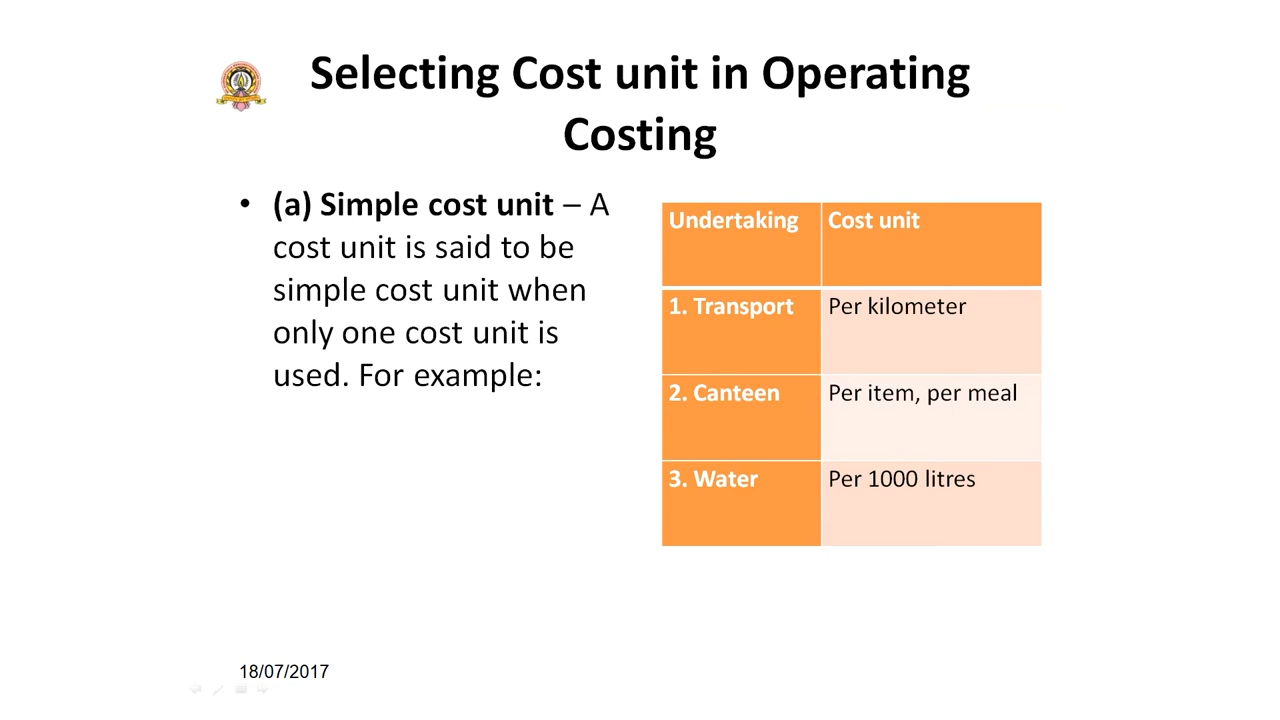 Selecting Cost unit in Operating
Costing
• (a) Simple cost unit – A
cost unit is said to be
simple cost unit when
only one cost unit is
used. For example:
Undertaking Cost unit
1. Transport Per kilometer
2. Canteen Per item, per meal
3. Water Per 1000 litres
18/07/2017